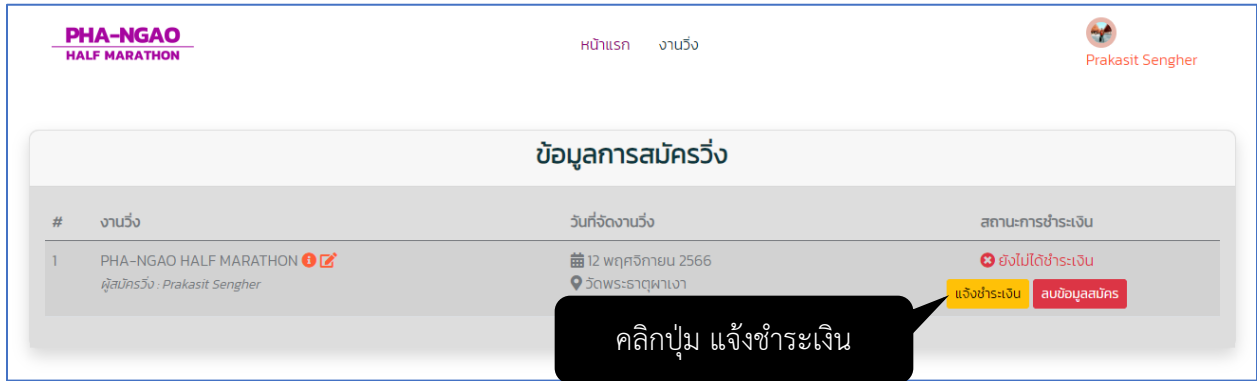 PHA-NGAO
HALF MARATHON
หน้าแรก งานวิ่ง
Prakasit Sengher
ข้อมูลการสมัครวิ่ง
# งานวิ่ง วันที่จัดงานวิ่ง สถานะการชำระเงิน
1 PHA-NGAO HALF MARATHON 12 พฤศจิกายน 2566 ยังไม่ได้ชำระเงิน
ผู้สมัครวิ่ง : Prakasit Sengher วัดพระธาตุผาเงา แจ้งชำระเงิน ลบข้อมูลสมัคร
คลิกปุ่ม แจ้งชำระเงิน